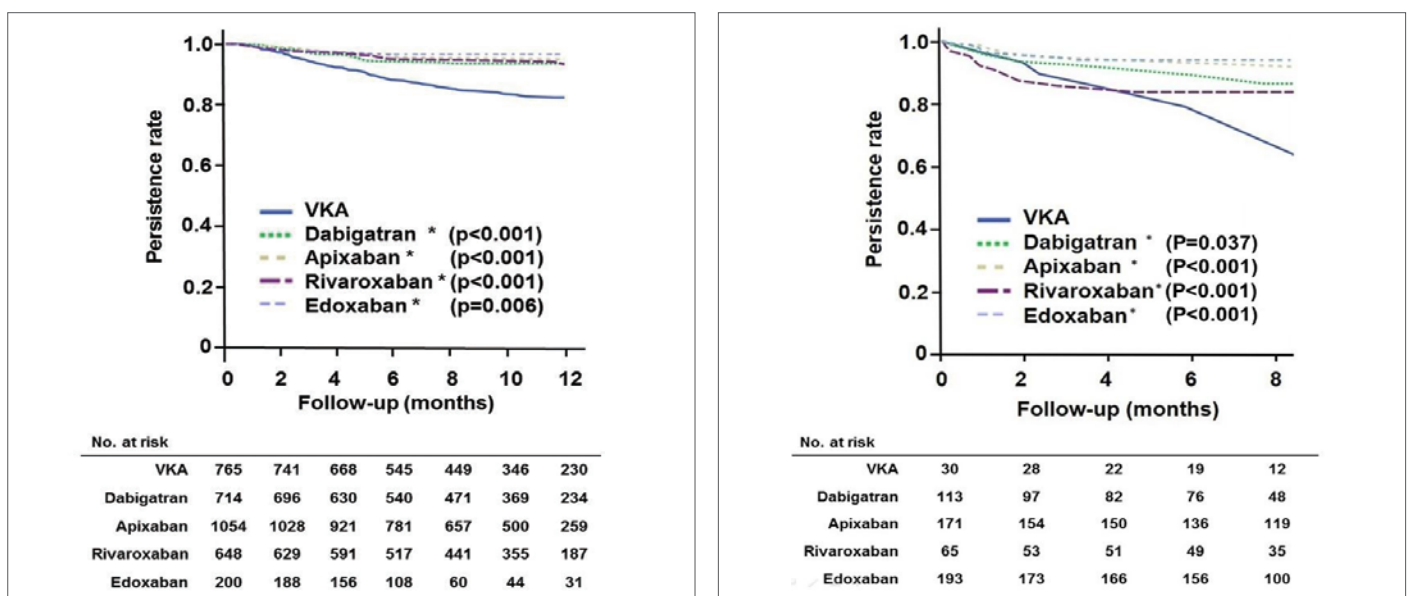 1.0
0.8
0.6
0.4
0.2
0
Persistence rate
VKA
Dabigatran * (p<0.001)
Apixaban * (p<0.001)
Rivaroxaban * (p<0.001)
Edoxaban * (p=0.006)
0 2 4 6 8 10 12
Follow-up (months)
No. at risk
VKA 765 741 668 545 449 346 230
Dabigatran 714 696 630 540 471 369 234
Apixaban 1054 1028 921 781 657 500 259
Rivaroxaban 648 629 591 517 441 355 187
Edoxaban 200 188 156 108 60 44 31
1.0
0.8
0.6
0.4
0.2
0
Persistence rate
VKA
Dabigatran * (P=0.037)
Apixaban * (P<0.001)
Rivaroxaban* (P<0.001)
Edoxaban* (P<0.001)
0 2 4 6 8
Follow-up (months)
No. at risk
VKA 30 28 22 19 12
Dabigatran 113 97 82 76 48
Apixaban 171 154 150 136 119
Rivaroxaban 65 53 51 49 35
Edoxaban 193 173 166 156 100